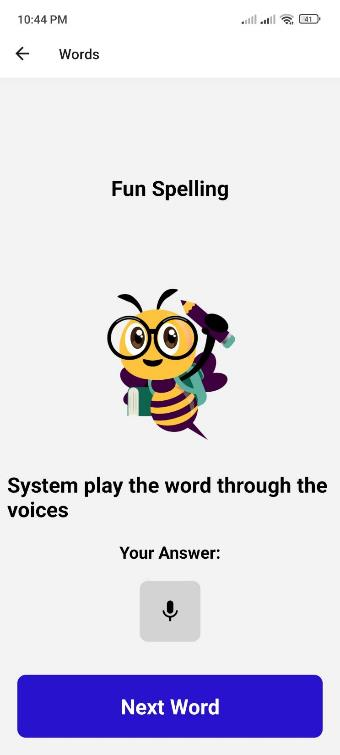 10:44 PM
41
Words
Fun Spelling
System play the word through the
voices
Your Answer:
Next Word